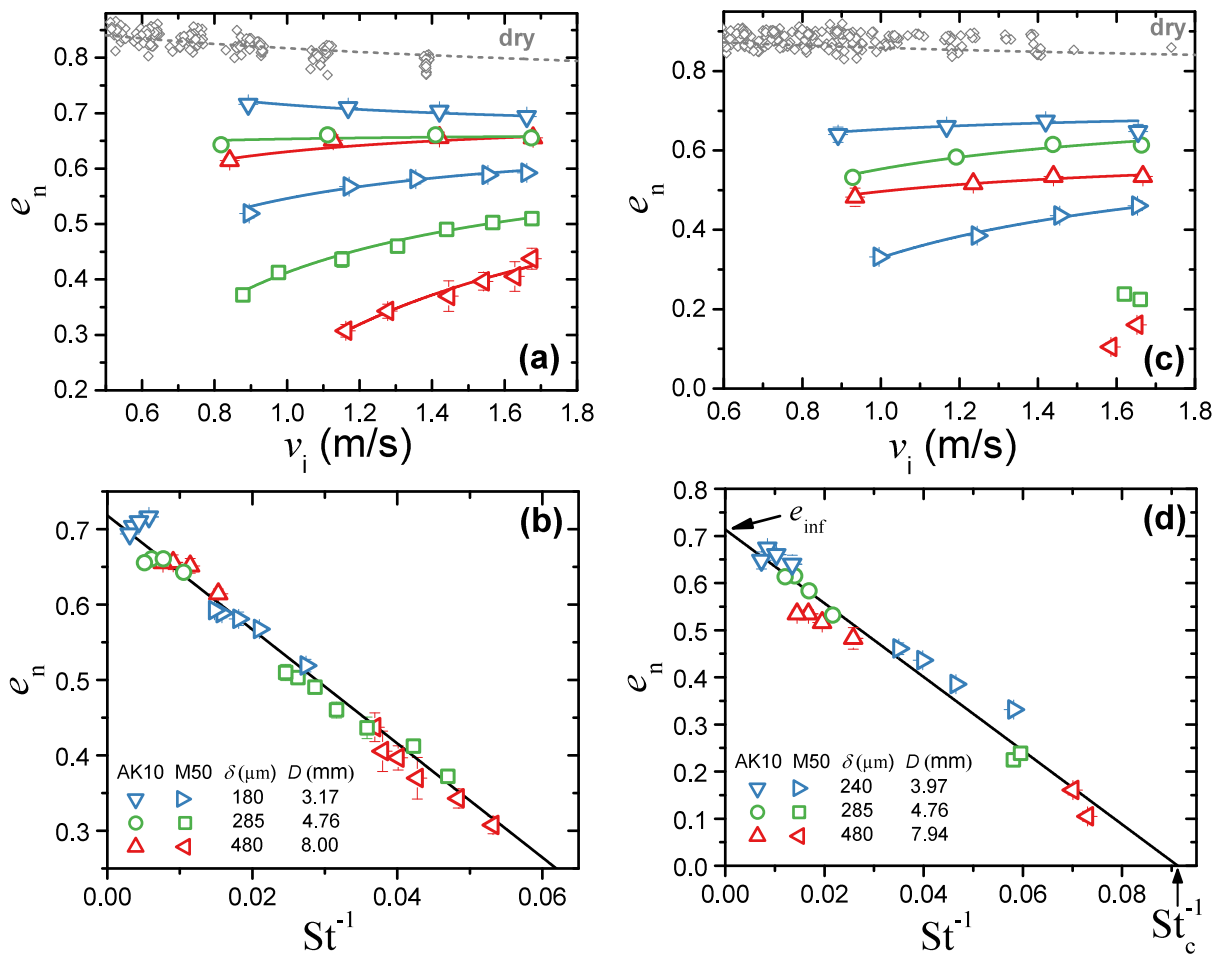 dry
0.8
0.7
0.6
0.5
0.4
0.3
0.2
e_n
(a)
0.6 0.8 1.0 1.2 1.4 1.6 1.8
v_i (m/s)
dry
0.8
0.6
0.4
0.2
0.0
e_n
(c)
0.6 0.8 1.0 1.2 1.4 1.6 1.8
v_i (m/s)
(b)
0.7
0.6
0.5
0.4
0.3
e_n
AK10 M50 δ (µm) D (mm)
180 3.17
285 4.76
480 8.00
0.00 0.02 0.04 0.06
St^-1
(d)
e_inf
0.8
0.7
0.6
0.5
0.4
0.3
0.2
0.1
0.0
e_n
AK10 M50 δ (µm) D (mm)
240 3.97
285 4.76
480 7.94
0.00 0.02 0.04 0.06 0.08
St^-1
St_c^-1